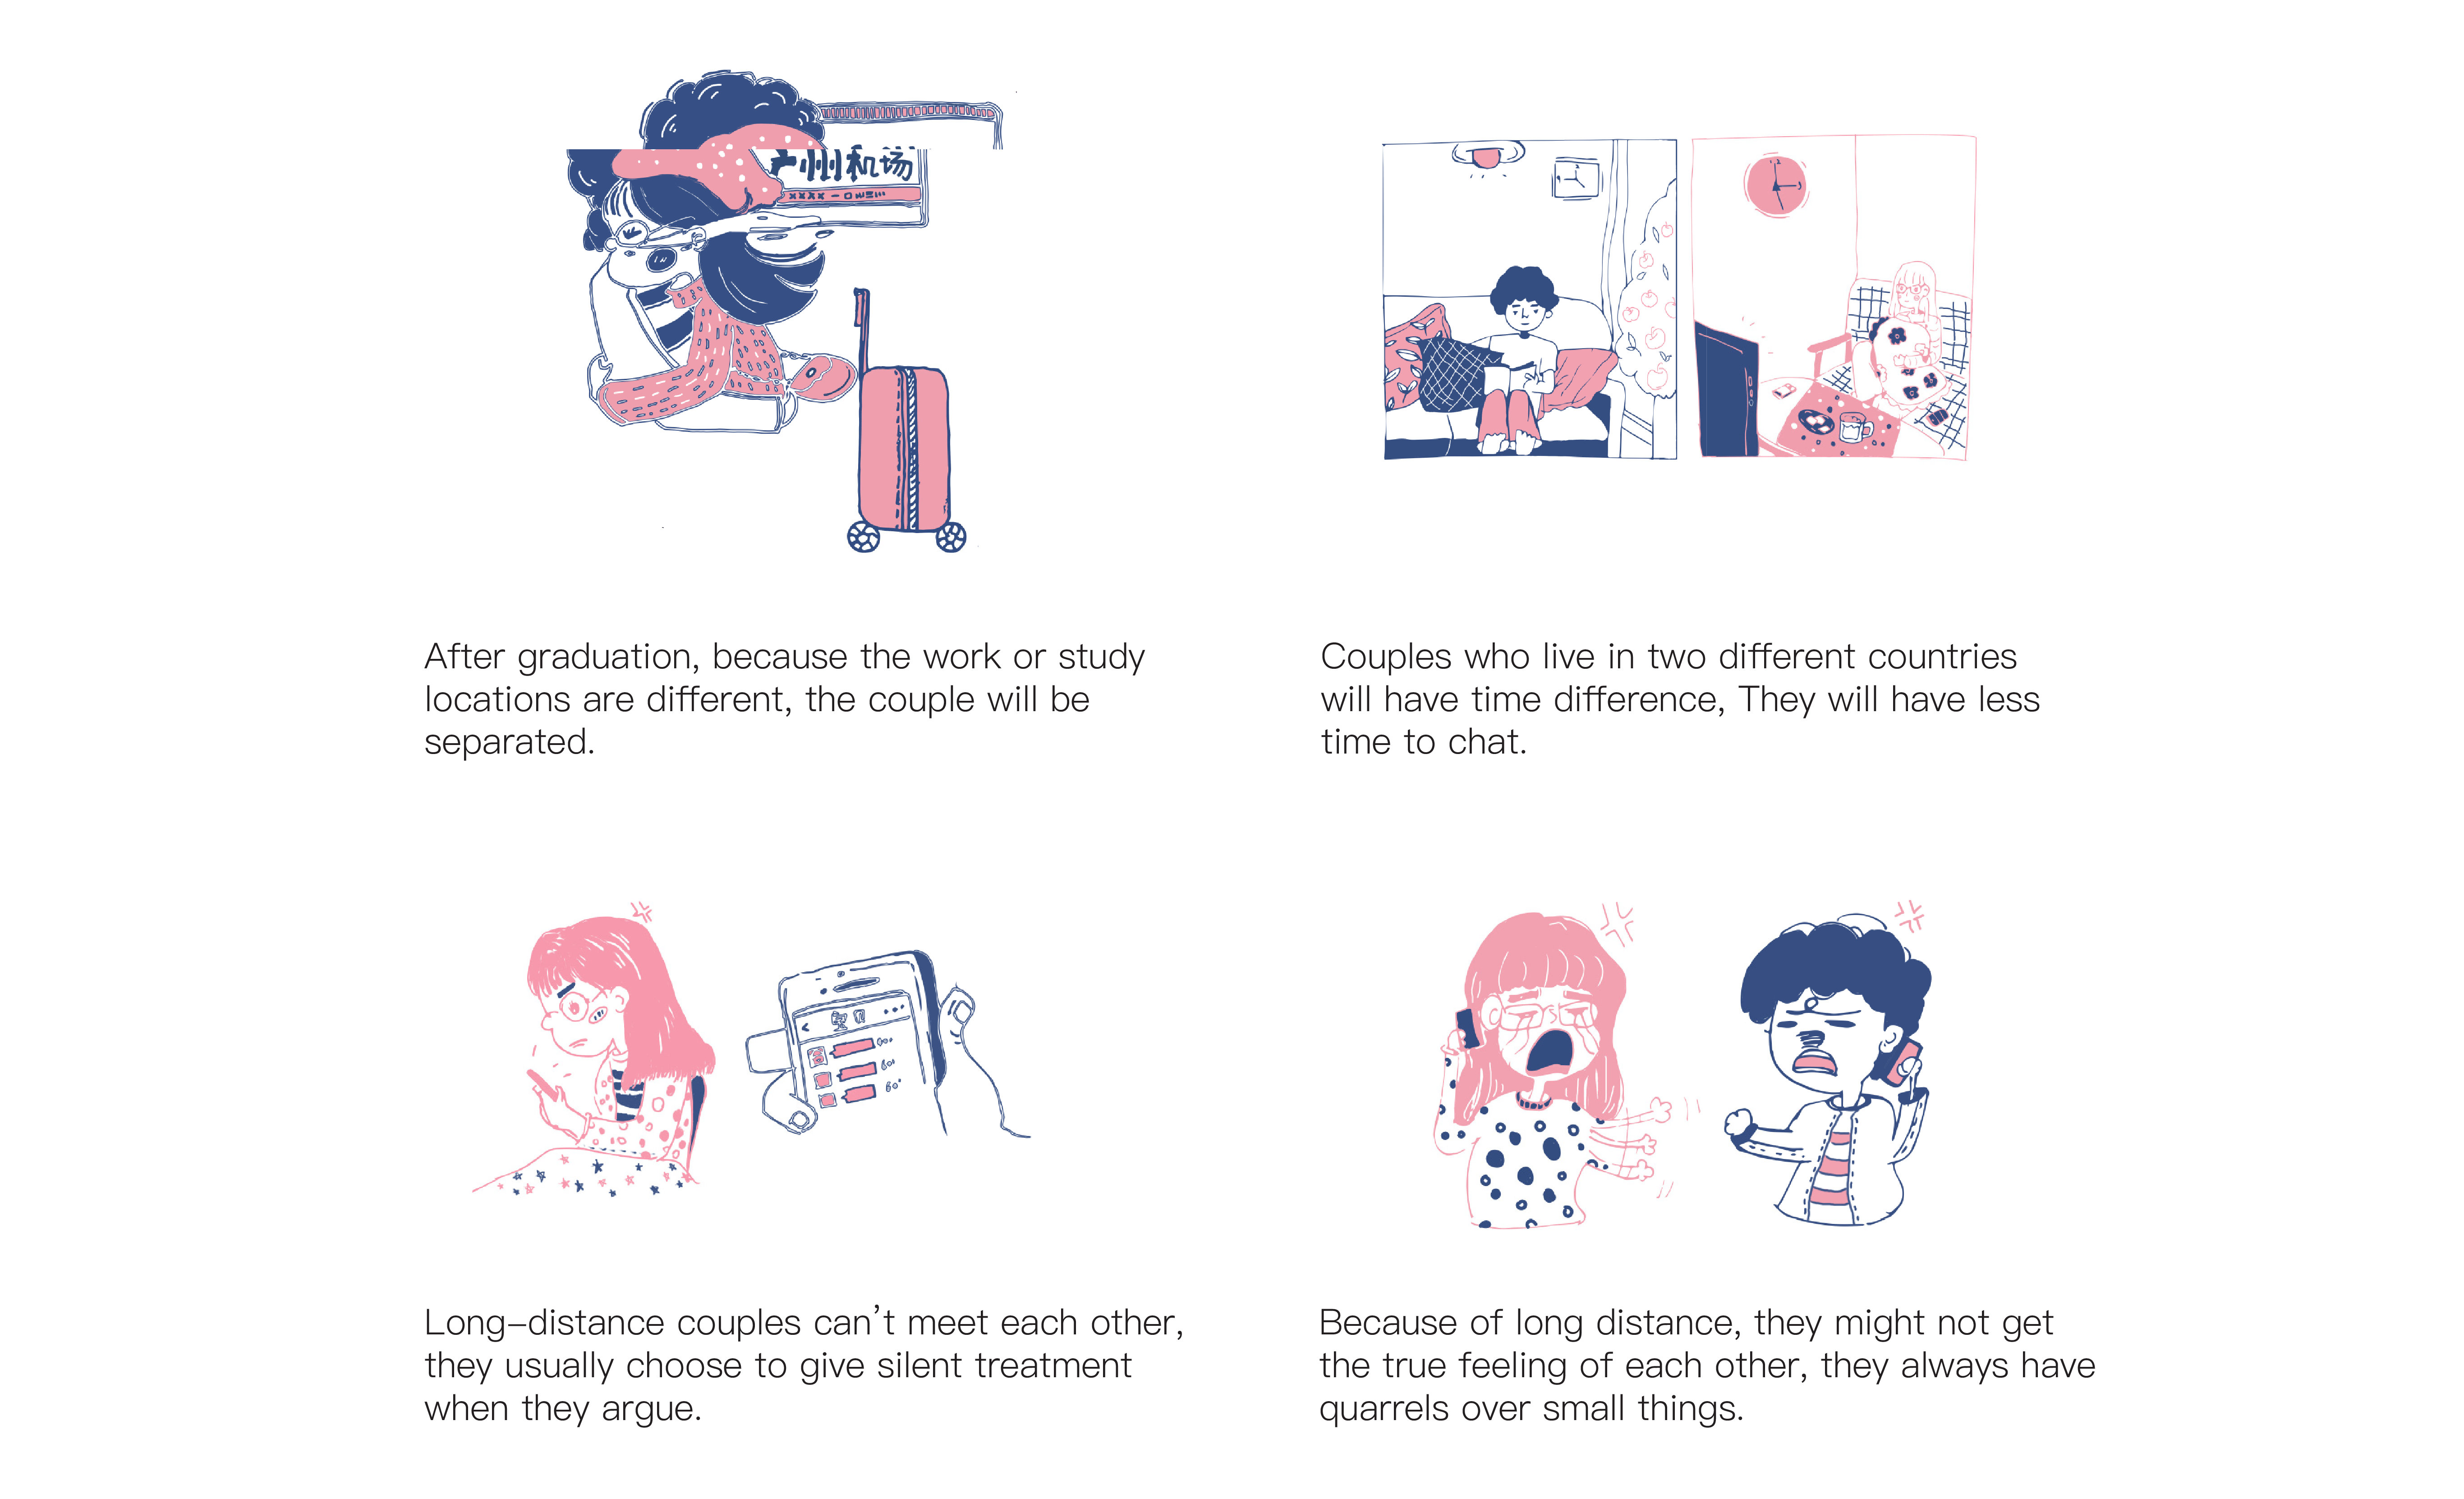 州机场
After graduation, because the work or study
locations are different, the couple will be
separated.
Couples who live in two different countries
will have time difference, They will have less
time to chat.
60"
60"
Long–distance couples can't meet each other,
they usually choose to give silent treatment
when they argue.
Because of long distance, they might not get
the true feeling of each other, they always have
quarrels over small things.